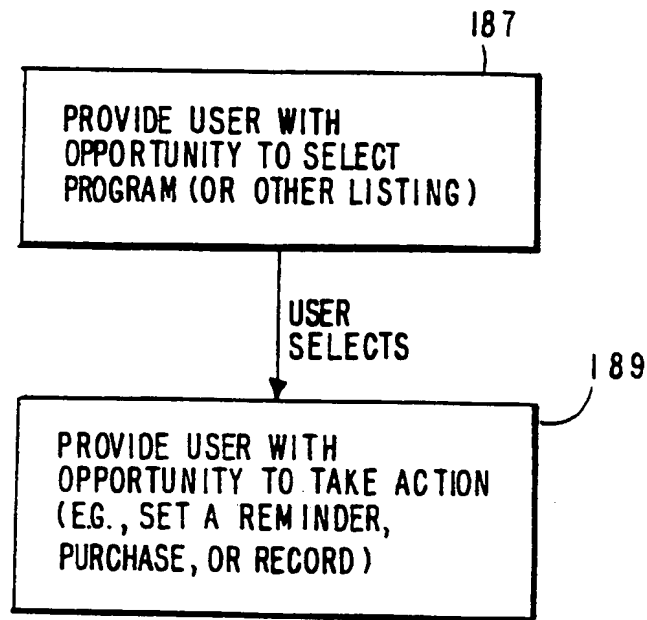 187
PROVIDE USER WITH
OPPORTUNITY TO SELECT
PROGRAM (OR OTHER LISTING)
USER
SELECTS
189
PROVIDE USER WITH
OPPORTUNITY TO TAKE ACTION
(E.G., SET A REMINDER,
PURCHASE, OR RECORD)